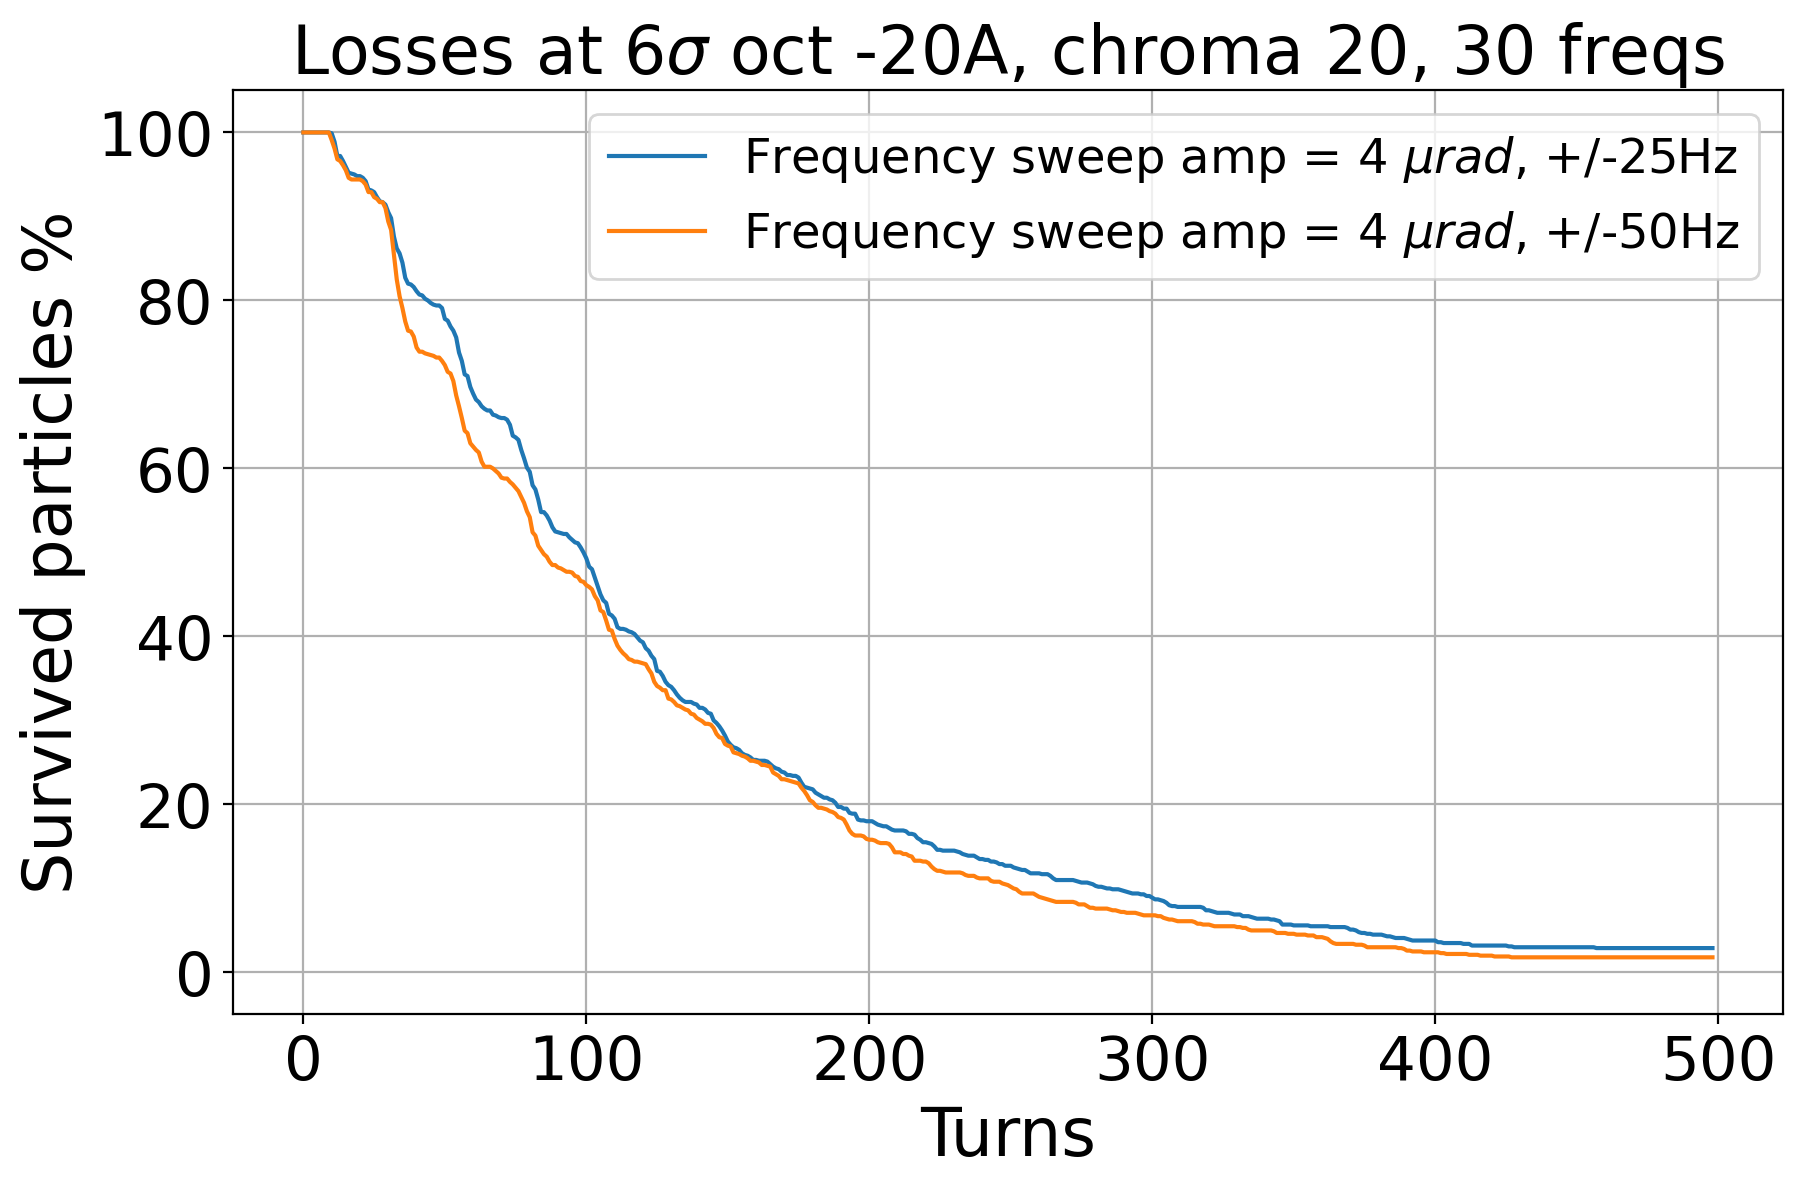 Losses at 6σ oct -20A, chroma 20, 30 freqs
Frequency sweep amp = 4 μrad, +/-25Hz
Frequency sweep amp = 4 μrad, +/-50Hz
Survived particles %
100
80
60
40
20
0
0 100 200 300 400 500
Turns